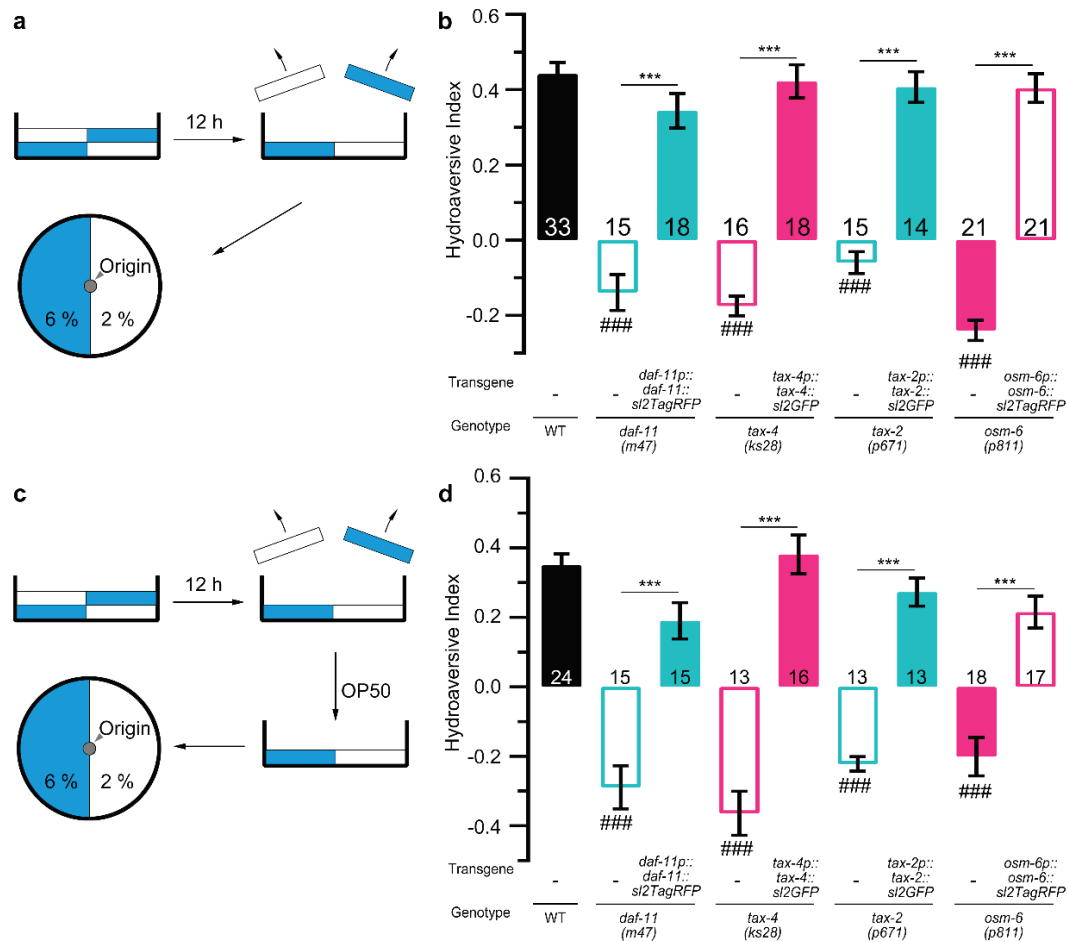 a
12 h
Origin
6 %
2 %
b
Hydroaversive Index
0.6
0.4
0.2
0.0
-0.2
***
***
***
***
33
15
18
16
18
15
14
21
21
###
###
###
###
Transgene
-
-
daf-11p::
daf-11::
sl2TagRFP
-
tax-4p::
tax-4::
sl2GFP
-
tax-2p::
tax-2::
sl2GFP
-
osm-6p::
osm-6::
sl2TagRFP
Genotype
WT
daf-11
(m47)
tax-4
(ks28)
tax-2
(p671)
osm-6
(p811)
c
12 h
OP50
Origin
6 %
2 %
d
Hydroaversive Index
0.6
0.4
0.2
0.0
-0.2
-0.4
***
***
***
***
24
15
15
13
16
13
13
18
17
###
###
###
###
Transgene
-
-
daf-11p::
daf-11::
sl2TagRFP
-
tax-4p::
tax-4::
sl2GFP
-
tax-2p::
tax-2::
sl2GFP
-
osm-6p::
osm-6::
sl2TagRFP
Genotype
WT
daf-11
(m47)
tax-4
(ks28)
tax-2
(p671)
osm-6
(p811)